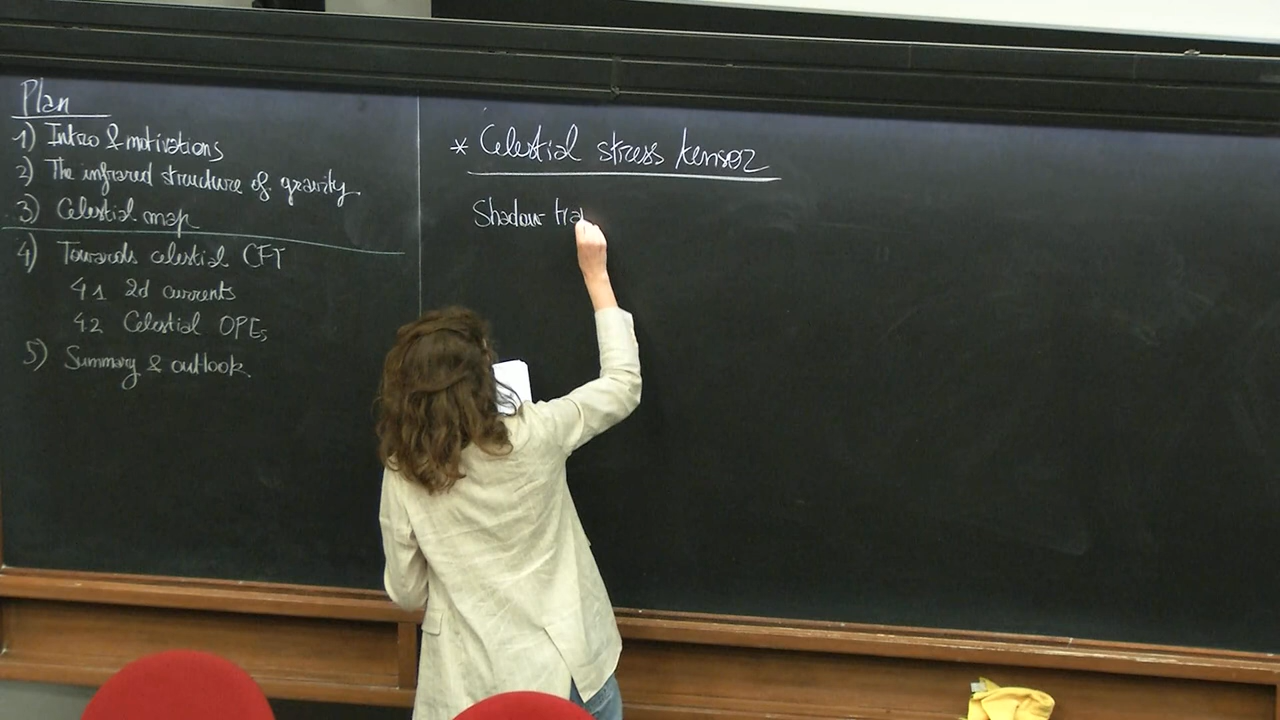 Plan
1) Intro & motivations
2) The infrared structure of gravity.
3) Celestial map
4) Towards celestial CFT
4.1 2d currents
4.2 Celestial OPEs
5) Summary & outlook.
* Celestial stress tensor
Shadow tra